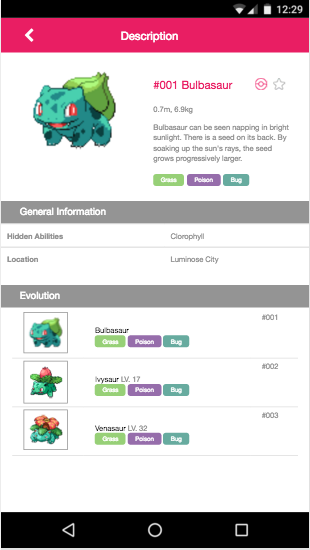 12:29
Description
#001 Bulbasaur
0.7m, 6.9kg
Bulbasaur can be seen napping in bright
sunlight. There is a seed on its back. By
soaking up the sun's rays, the seed
grows progressively larger.
Grass Poison Bug
General Information
Hidden Abilities Clorophyll
Location Luminose City
Evolution
#001
Bulbasaur
Grass Poison Bug
#002
Ivysaur LV. 17
Grass Poison Bug
#003
Venasaur LV. 32
Grass Poison Bug